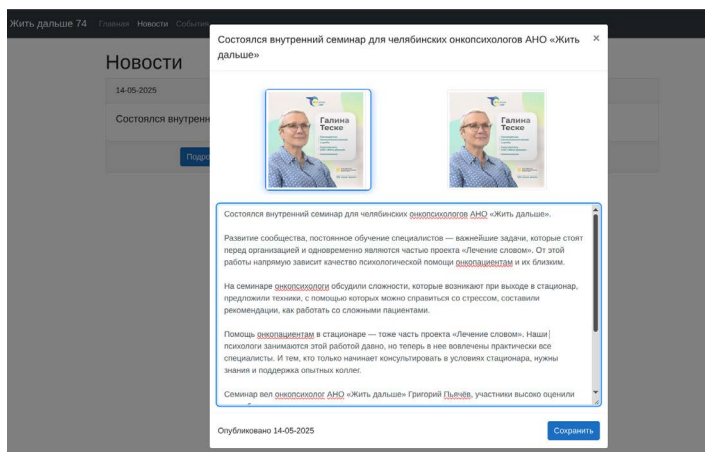 Жить дальше 74 Главная Новости События
Состоялся внутренний семинар для челябинских онкопсихологов АНО «Жить
дальше»
×
Новости
14-05-2025
Состоялся внутренн
Подро
Галина
Теске
Галина
Теске
Состоялся внутренний семинар для челябинских онкопсихологов АНО «Жить дальше».
Развитие сообщества, постоянное обучение специалистов — важнейшие задачи, которые стоят
перед организацией и одновременно являются частью проекта «Лечение словом». От этой
работы напрямую зависит качество психологической помощи онкопациентам и их близким.
На семинаре онкопсихологи обсудили сложности, которые возникают при выходе в стационар,
предложили техники, с помощью которых можно справиться со стрессом, составили
рекомендации, как работать со сложными пациентами.
Помощь онкопациентам в стационаре — тоже часть проекта «Лечение словом». Наши
психологи занимаются этой работой давно, но теперь в нее вовлечены практически все
специалисты. И тем, кто только начинает консультировать в условиях стационара, нужны
знания и поддержка опытных коллег.
Семинар вел онкопсихолог АНО «Жить дальше» Григорий Пьячёв, участники высоко оценили
Опубликовано 14-05-2025
Сохранить